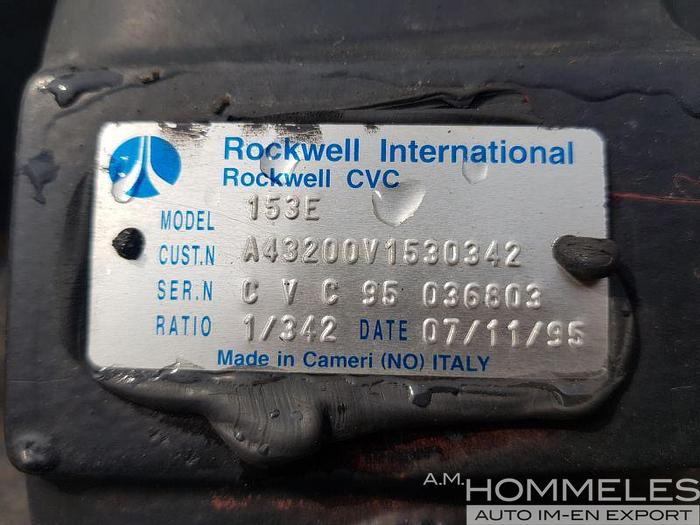 Rockwell International
Rockwell CVC
MODEL 153E
CUST.N A43200V1530342
SER.N C V C 95 036803
RATIO 1/342 DATE 07/11/95
Made in Cameri (NO) ITALY
A.M. HOMMELES
AUTO IM-EN EXPORT